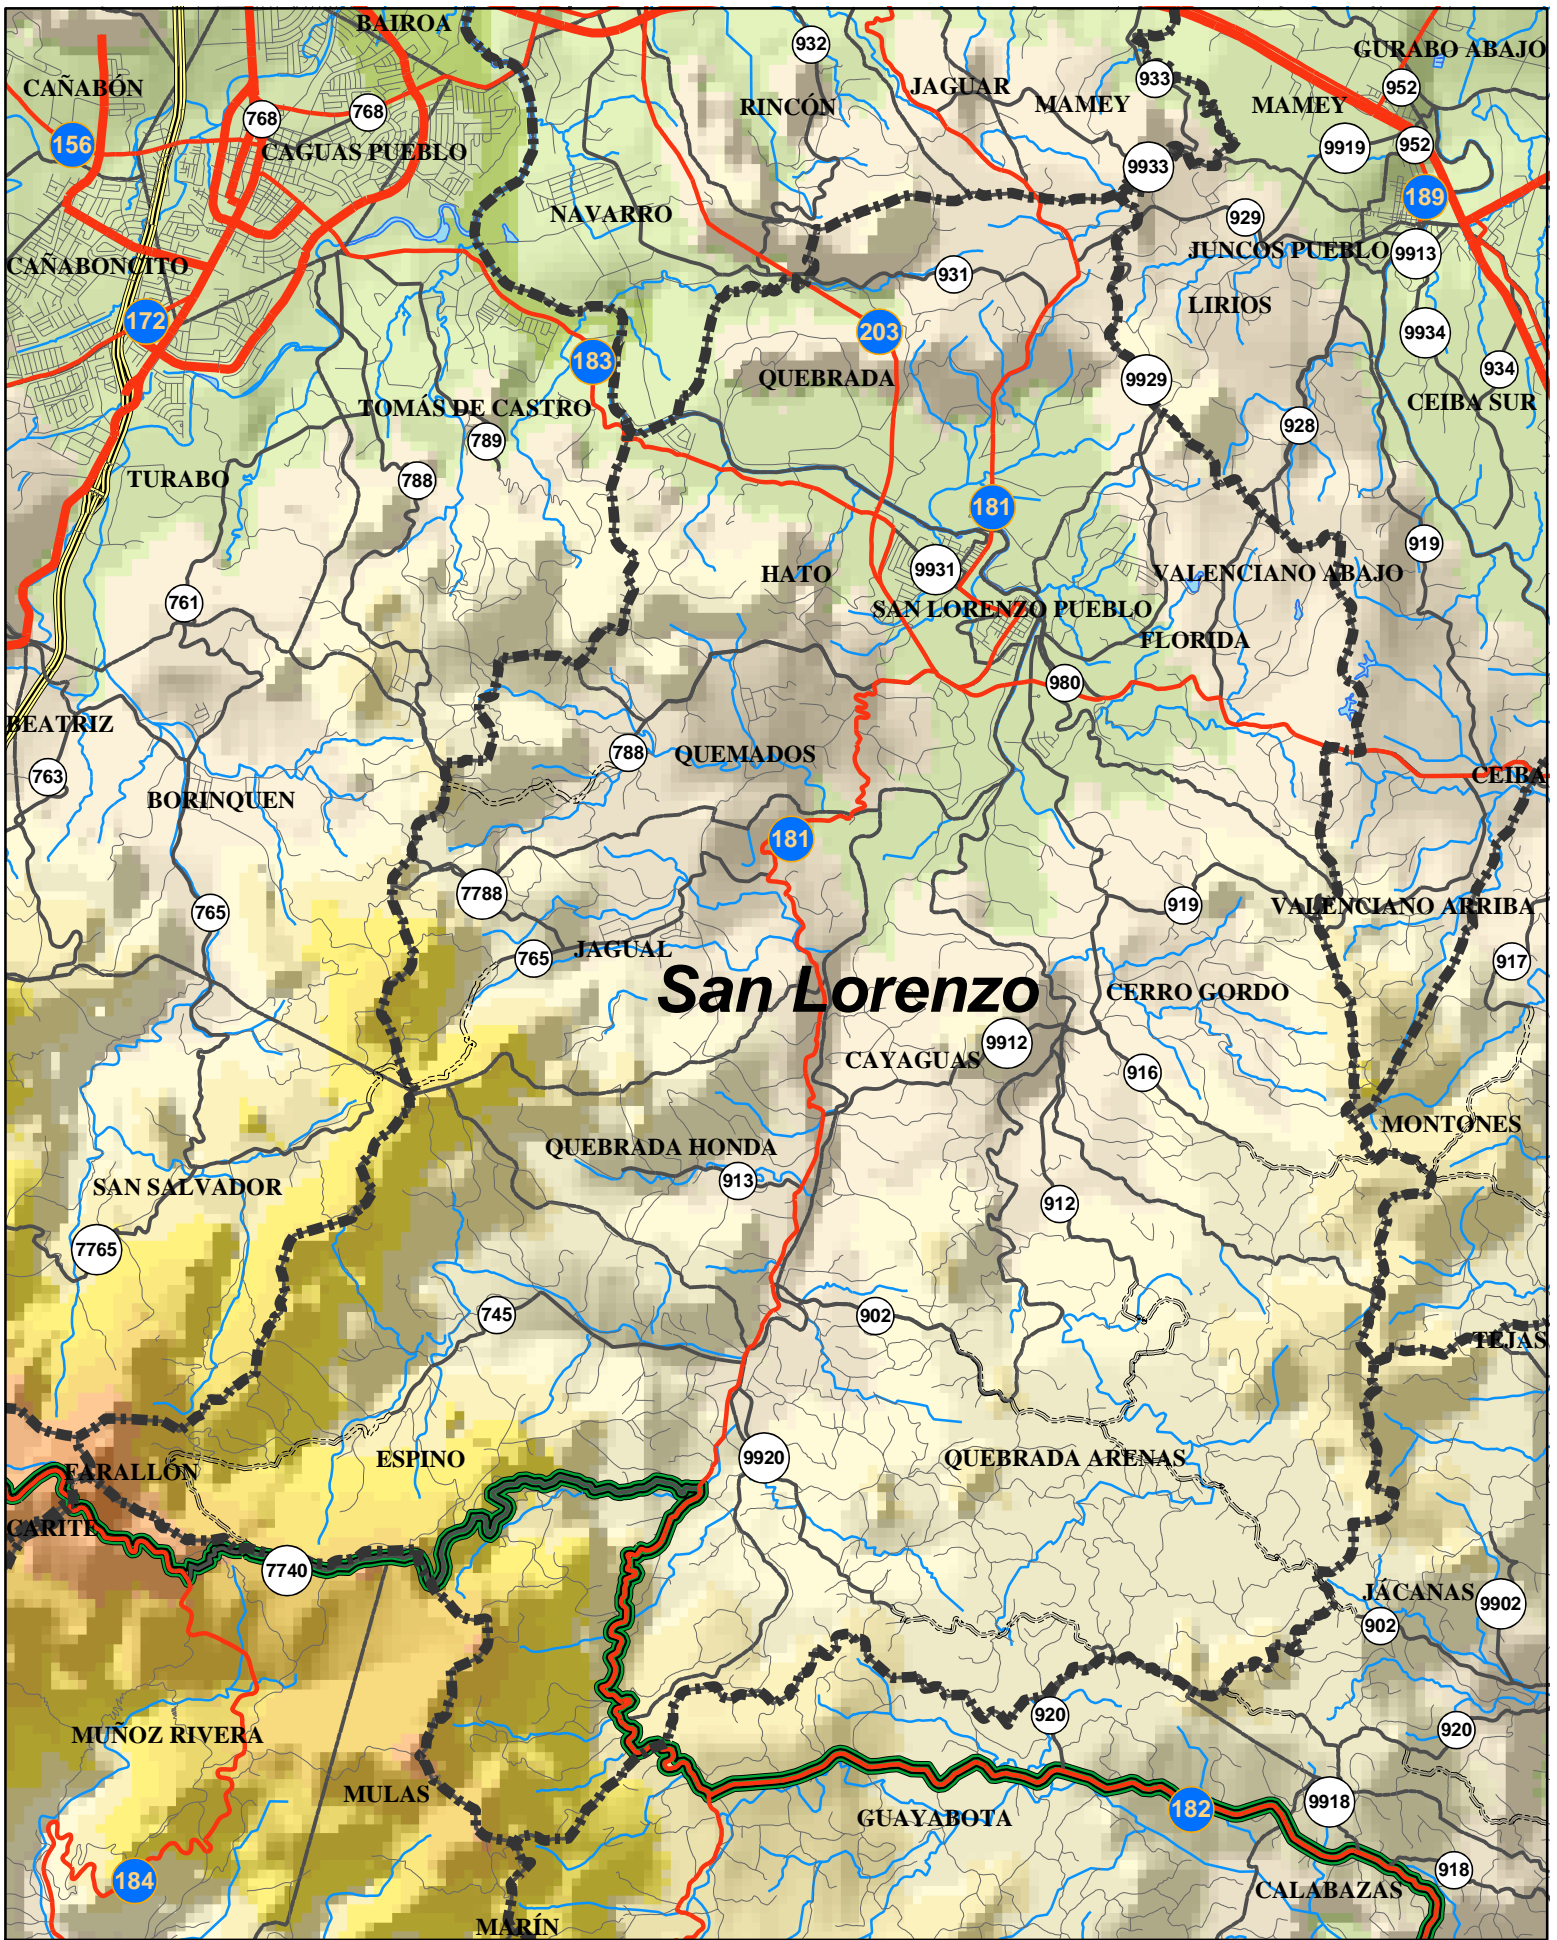 BAIROA
932
GURABO ABAJO
CAÑABÓN
JAGUAR
933
952
RINCÓN
MAMEY
MAMEY
768
768
156
952
9919
CAGUAS PUEBLO
9933
189
NAVARRO
929
JUNCOS PUEBLO
9913
CAÑABONCITO
931
LIRIOS
172
203
9934
183
934
QUEBRADA
9929
CEIBA SUR
TOMÁS DE CASTRO
928
789
TURABO
788
181
919
HATO
9931
VALENCIANO ABAJO
761
SAN LORENZO PUEBLO
FLORIDA
980
BEATRIZ
788
QUEMADOS
763
CEIBA
BORINQUEN
181
7788
919
VALENCIANO ARRIBA
765
JAGUAL
765
917
San Lorenzo
CERRO GORDO
9912
CAYAGUAS
916
MONTONES
QUEBRADA HONDA
913
SAN SALVADOR
912
7765
745
902
TEJAS
ESPINO
9920
QUEBRADA ARENAS
FARALLÓN
CARITE
7740
JÁCANAS
9902
902
920
920
MUÑOZ RIVERA
MULAS
182
9918
GUAYABOTA
184
918
CALABAZAS
MARÍN